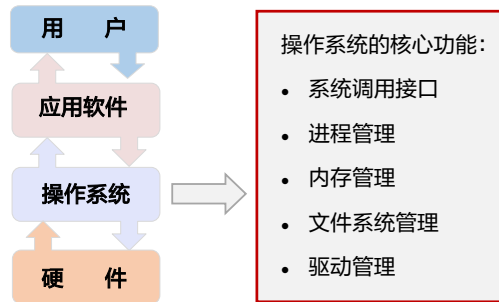 用 户
应用软件
操作系统
硬 件
操作系统的核心功能：
• 系统调用接口
• 进程管理
• 内存管理
• 文件系统管理
• 驱动管理